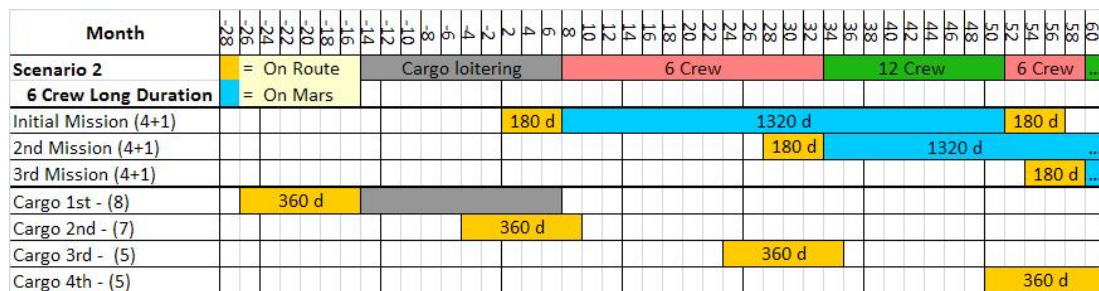 Month -28 -26 -24 -22 -20 -18 -16 -14 -12 -10 -8 -6 -4 -2 2 4 6 8 10 12 14 16 18 20 22 24 26 28 30 32 34 36 38 40 42 44 46 48 50 52 54 56 58 60
Scenario 2 = On Route Cargo loitering 6 Crew 12 Crew 6 Crew ...
6 Crew Long Duration = On Mars
Initial Mission (4+1) 180 d 1320 d 180 d
2nd Mission (4+1) 180 d 1320 d ...
3rd Mission (4+1) 180 d ...
Cargo 1st - (8) 360 d
Cargo 2nd - (7) 360 d
Cargo 3rd - (5) 360 d
Cargo 4th - (5) 360 d